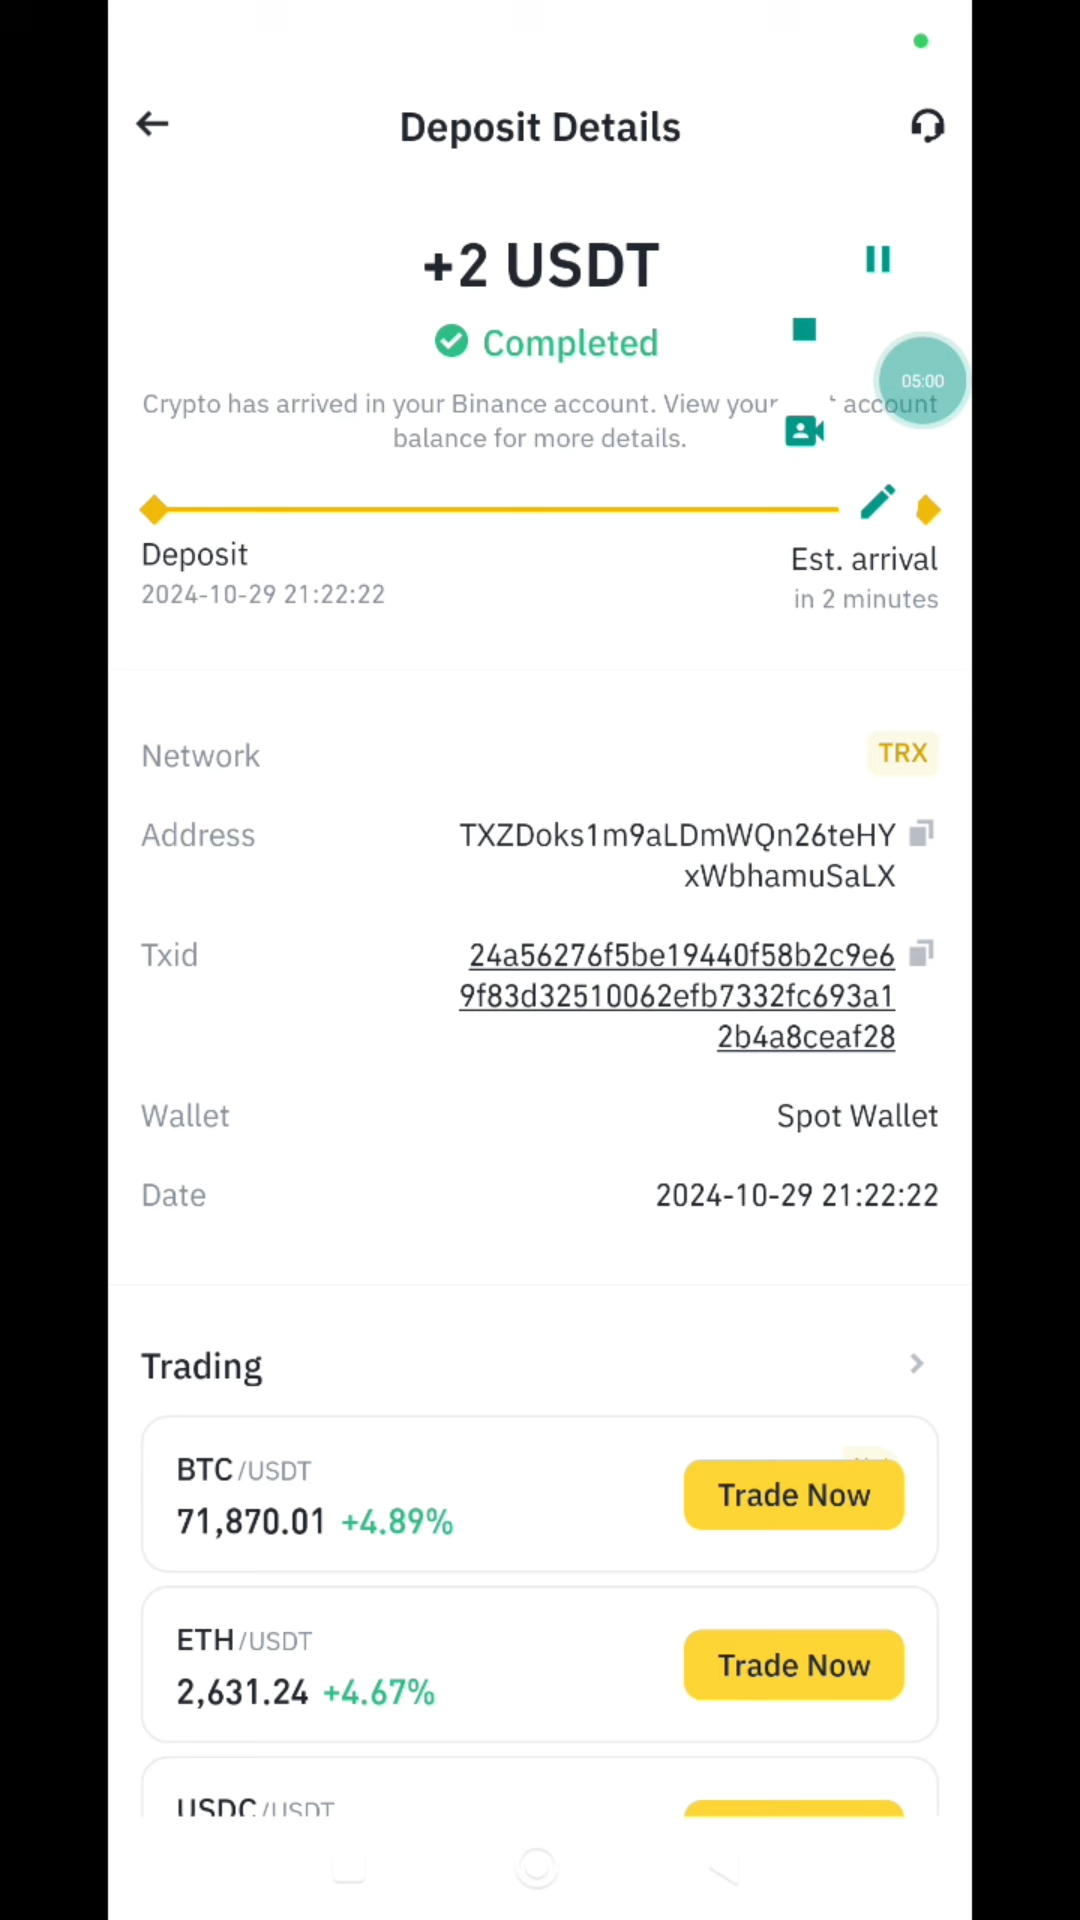 Deposit Details
+2 USDT
Completed
05:00
Crypto has arrived in your Binance account. View your account
balance for more details.
Deposit
Est. arrival
2024-10-29 21:22:22
in 2 minutes
Network
TRX
Address
TXZDoks1m9aLDmWQn26teHY
xWbhamuSaLX
Txid
24a56276f5be19440f58b2c9e6
9f83d32510062efb7332fc693a1
2b4a8ceaf28
Wallet
Spot Wallet
Date
2024-10-29 21:22:22
Trading
BTC/USDT
71,870.01 +4.89%
Trade Now
ETH/USDT
2,631.24 +4.67%
Trade Now
USDC/USDT